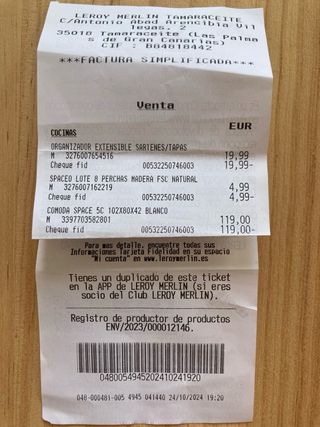 LEROY MERLIN TAMARACEITE
C/Antonio Abad Arencibia Vil
legas, 2
35018 Tamaraceite (Las Palma
s de Gran Canarias)
CIF : B84818442
***FACTURA SIMPLIFICADA***
Venta
EUR
COCINAS
ORGANIZADOR EXTENSIBLE SARTENES/TAPAS
M 3276007654516 19,99
Cheque fid 00532250746003 19,99-
SPACEO LOTE 8 PERCHAS MADERA FSC NATURAL
M 3276007162219 4,99
Cheque fid 00532250746003 4,99-
COMODA SPACE 5C 102X80X42 BLANCO
M 3397703582801 119,00
Cheque fid 00532250746003 119,00-
Para mas detalle, encuetre todas sus
Informaciones Tarjeta Fidelidad en su espacio
"Mi cuenta" en www.leroymerlin.es
Tienes un duplicado de este ticket
en la APP de LEROY MERLIN (si eres
socio del Club LEROY MERLIN).
Registro de productor de productos
ENV/2023/000012146.
0480054945202410241920
048-000481-005 4945 041440 24/10/2024 19:20